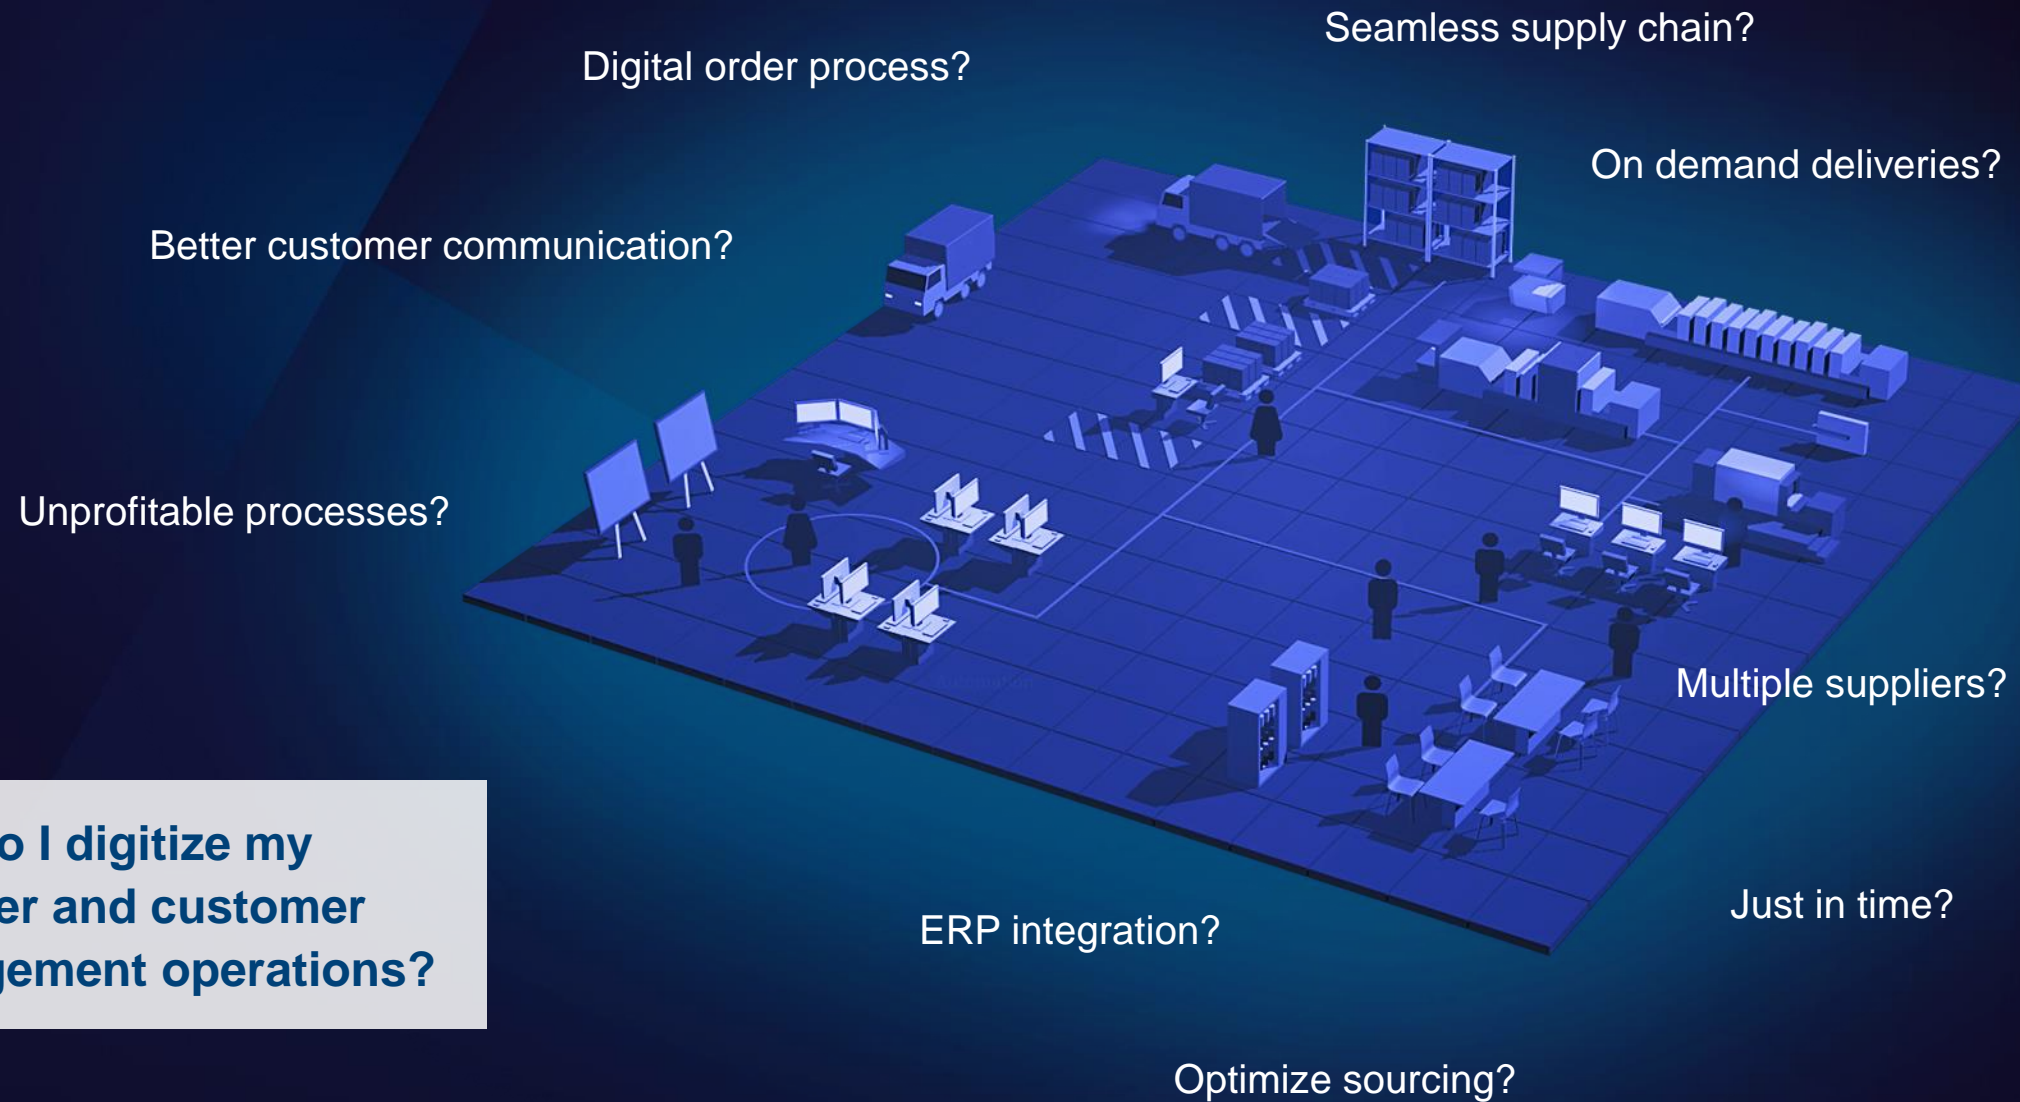 Seamless supply chain?
Digital order process?
On demand deliveries?
Better customer communication?
Unprofitable processes?
Multiple suppliers?
o I digitize my
er and customer
gement operations?
Just in time?
ERP integration?
Optimize sourcing?